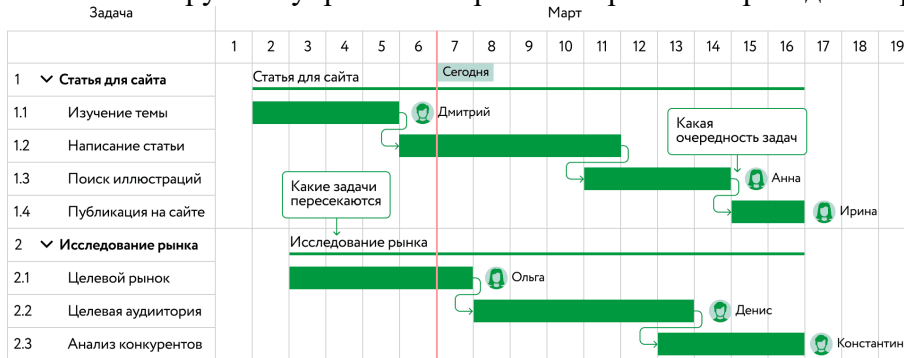 Задача
Март
1 2 3 4 5 6 7 8 9 10 11 12 13 14 15 16 17 18 19
1 Статья для сайта
Статья для сайта
Сегодня
1.1 Изучение темы
Дмитрий
1.2 Написание статьи
Какая
очередность задач
1.3 Поиск иллюстраций
Анна
Какие задачи
пересекаются
1.4 Публикация на сайте
Ирина
2 Исследование рынка
Исследование рынка
2.1 Целевой рынок
Ольга
2.2 Целевая аудиитория
Денис
2.3 Анализ конкурентов
Константин